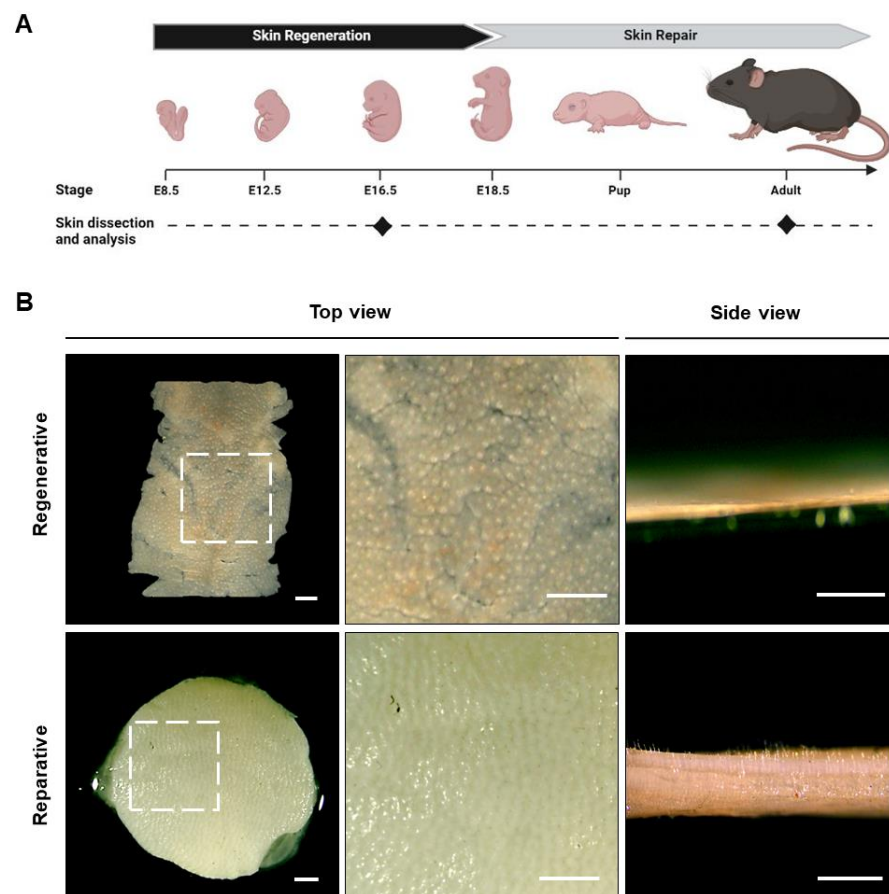 A
Skin Regeneration
Skin Repair
Stage
E8.5
E12.5
E16.5
E18.5
Pup
Adult
Skin dissection
and analysis
B
Top view
Side view
Regenerative
Reparative